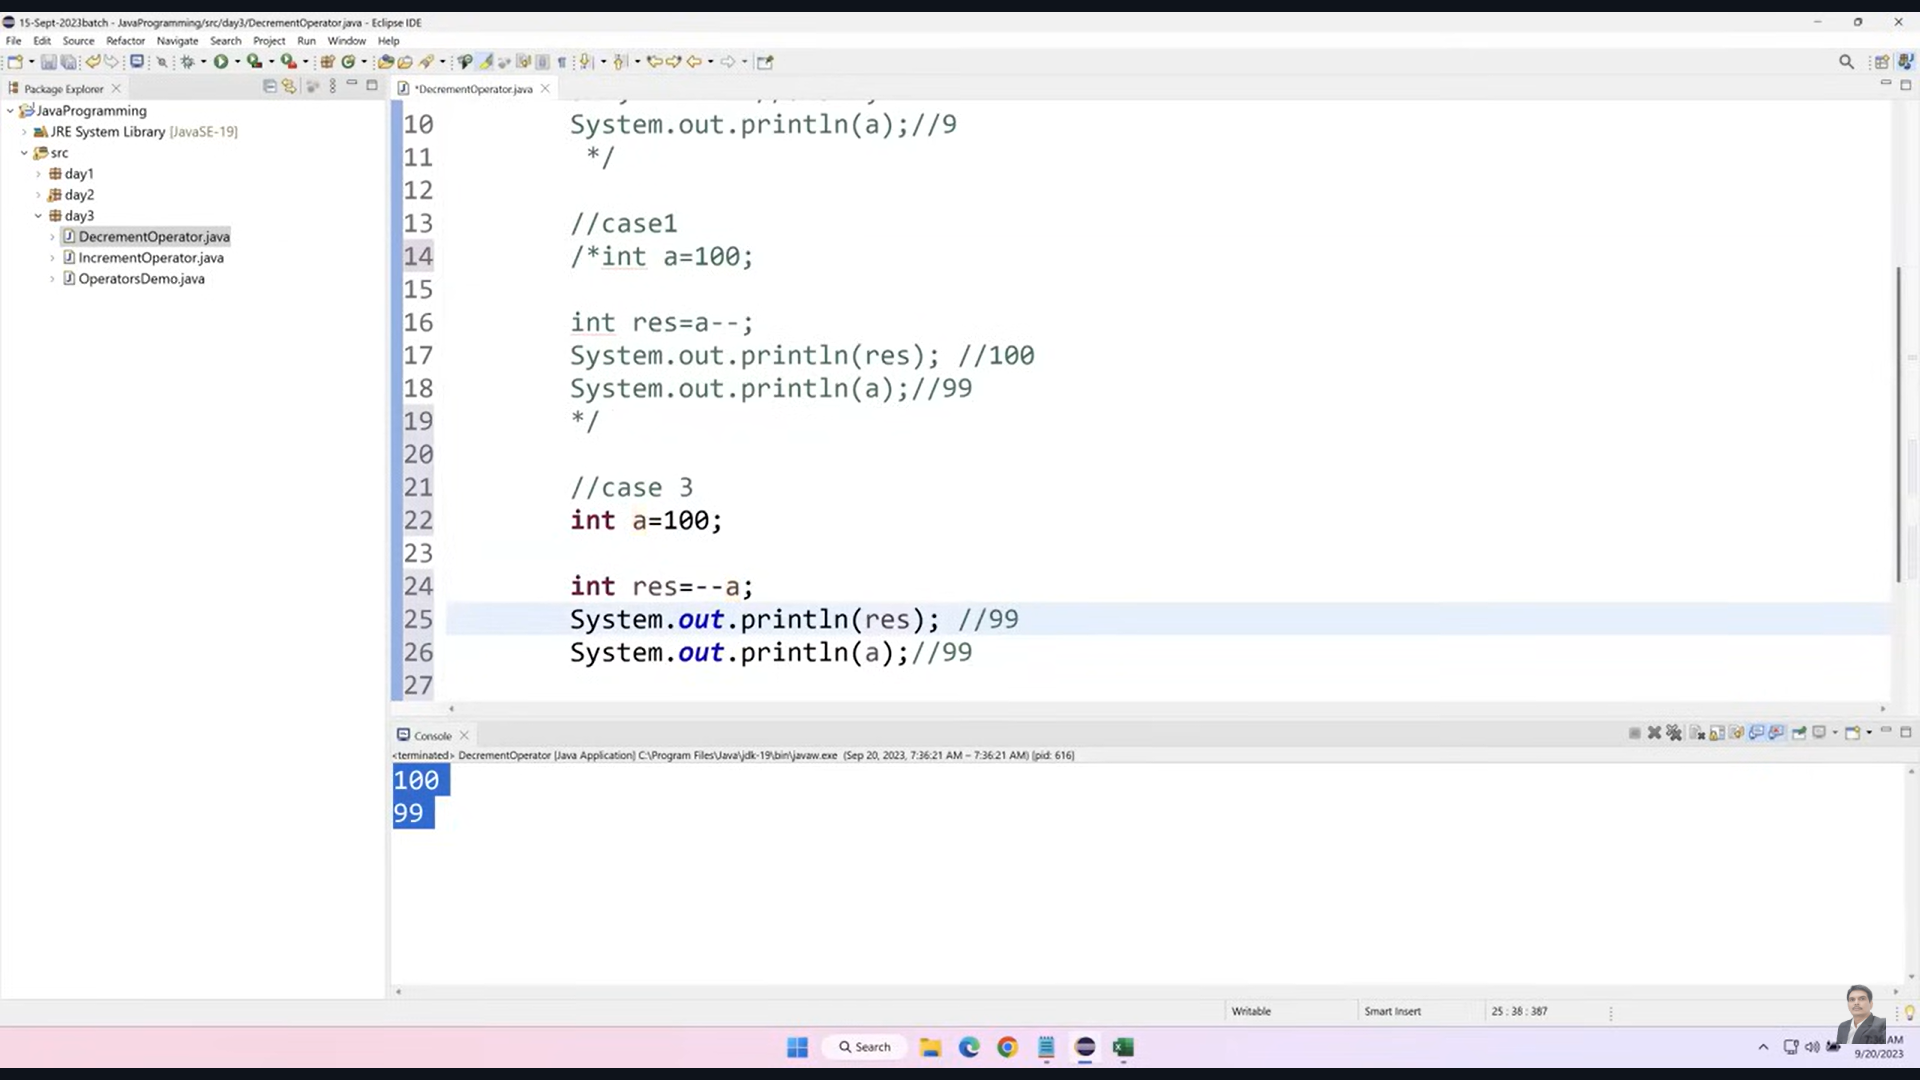 15-Sept-2023batch - JavaProgramming/src/day3/DecrementOperator.java - Eclipse IDE
File Edit Source Refactor Navigate Search Project Run Window Help
Package Explorer
*DecrementOperator.java
JavaProgramming
JRE System Library [JavaSE-19]
src
day1
day2
day3
DecrementOperator.java
IncrementOperator.java
OperatorsDemo.java
10 System.out.println(a);//9
11 */
12
13 //case1
14 /*int a=100;
15
16 int res=a--;
17 System.out.println(res); //100
18 System.out.println(a);//99
19 */
20
21 //case 3
22 int a=100;
23
24 int res=--a;
25 System.out.println(res); //99
26 System.out.println(a);//99
27
Console
<terminated> DecrementOperator [Java Application] C:\Program Files\Java\jdk-19\bin\javaw.exe (Sep 20, 2023, 7:36:21 AM – 7:36:21 AM) [pid: 616]
100
99
Writable Smart Insert 25 : 38 : 387
Search
AM
9/20/2023